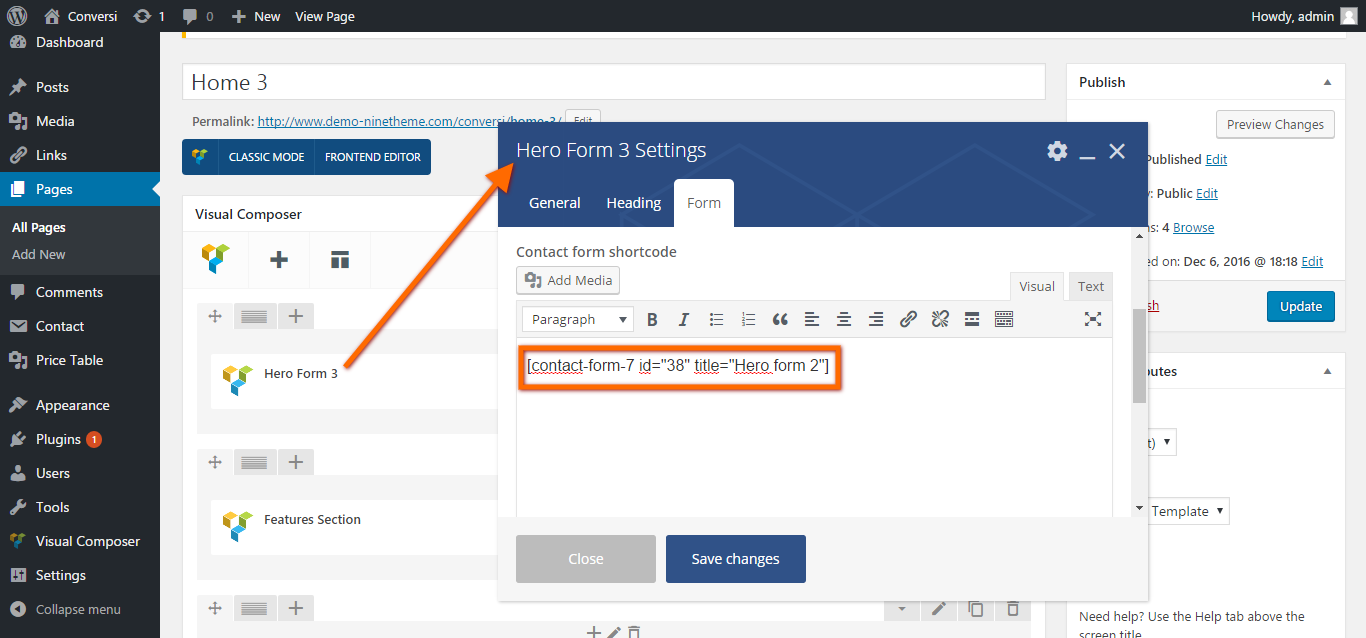 Conversi 1 0 New View Page Howdy, admin
Dashboard
Posts
Media
Links
Pages
All Pages
Add New
Comments
Contact
Price Table
Appearance
Plugins 1
Users
Tools
Visual Composer
Settings
Collapse menu
Home 3
Permalink: http://www.demo-ninetheme.com/conversi/home-3/ Edit
CLASSIC MODE FRONTEND EDITOR
Visual Composer
Hero Form 3
Features Section
Hero Form 3 Settings
General Heading Form
Contact form shortcode
Add Media
Visual Text
Paragraph
[contact-form-7 id="38" title="Hero form 2"]
Close Save changes
Publish
Preview Changes
Published Edit
: Public Edit
ns: 4 Browse
ed on: Dec 6, 2016 @ 18:18 Edit
sh
Update
outes
t)
Template
Need help? Use the Help tab above the
screen title.